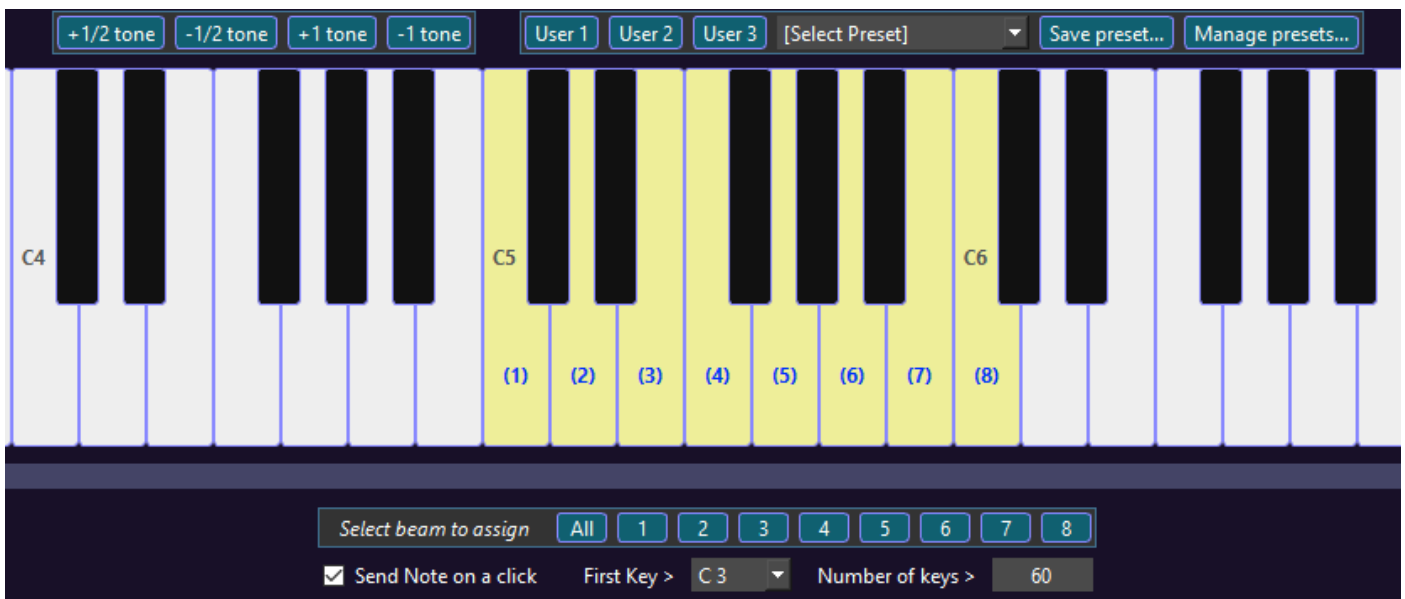 +1/2 tone -1/2 tone +1 tone -1 tone User 1 User 2 User 3 [Select Preset] Save preset... Manage presets...
C4 C5 C6
(1) (2) (3) (4) (5) (6) (7) (8)
Select beam to assign All 1 2 3 4 5 6 7 8
Send Note on a click First Key > C 3 Number of keys > 60